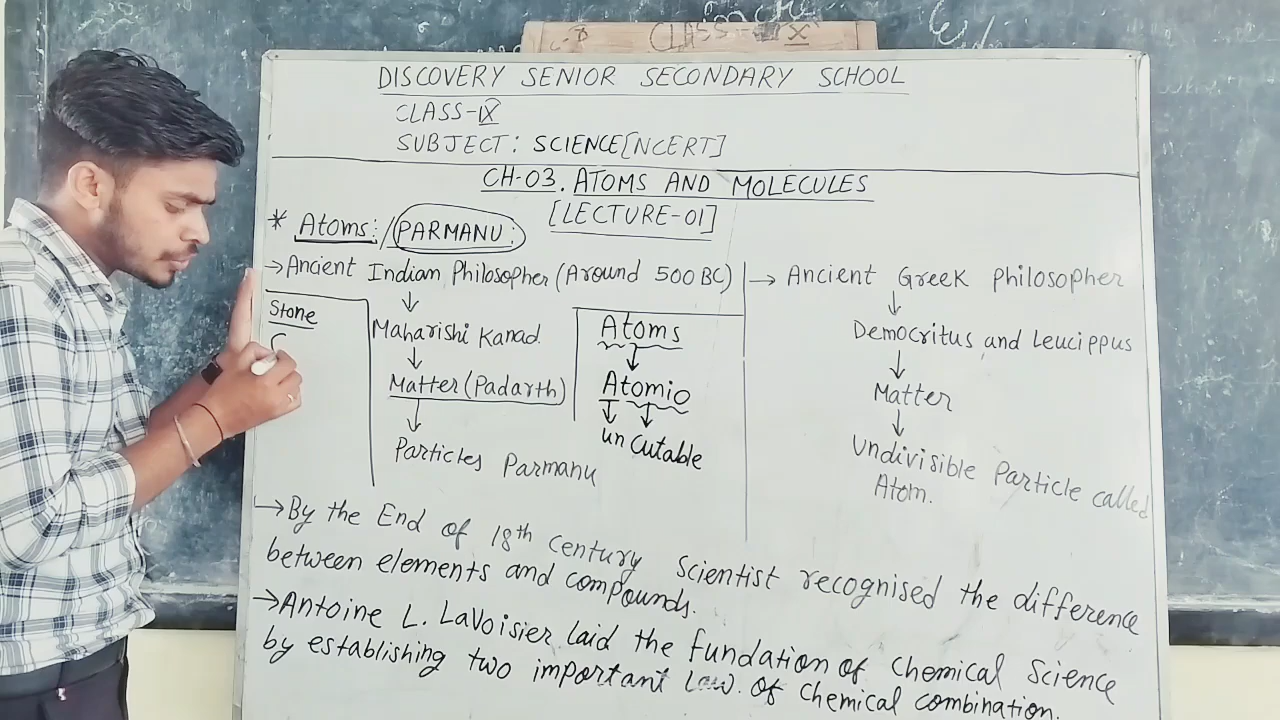 CLASS - IX
DISCOVERY SENIOR SECONDARY SCHOOL
CLASS-IX
SUBJECT: SCIENCE[NCERT]
CH-03. ATOMS AND MOLECULES
[LECTURE-01]
* Atoms:/(PARMANU:)
→Ancient Indian Philosopher (Around 500 BC)
↓
Maharishi Kanad.
↓
Matter (Padarth)
↓
Particles Parmanu
Stone
Atoms
↓
Atomio
↓ ↓
un Cutable
→ Ancient Greek Philosopher
↓
Democritus and Leucippus
↓
Matter
↓
Undivisible Particle called
Atom.
→By the End of 18th century Scientist recognised the difference
between elements and compounds.
→Antoine L. LaVoisier laid the fundation of Chemical Science
by establishing two important Law. of Chemical combination.